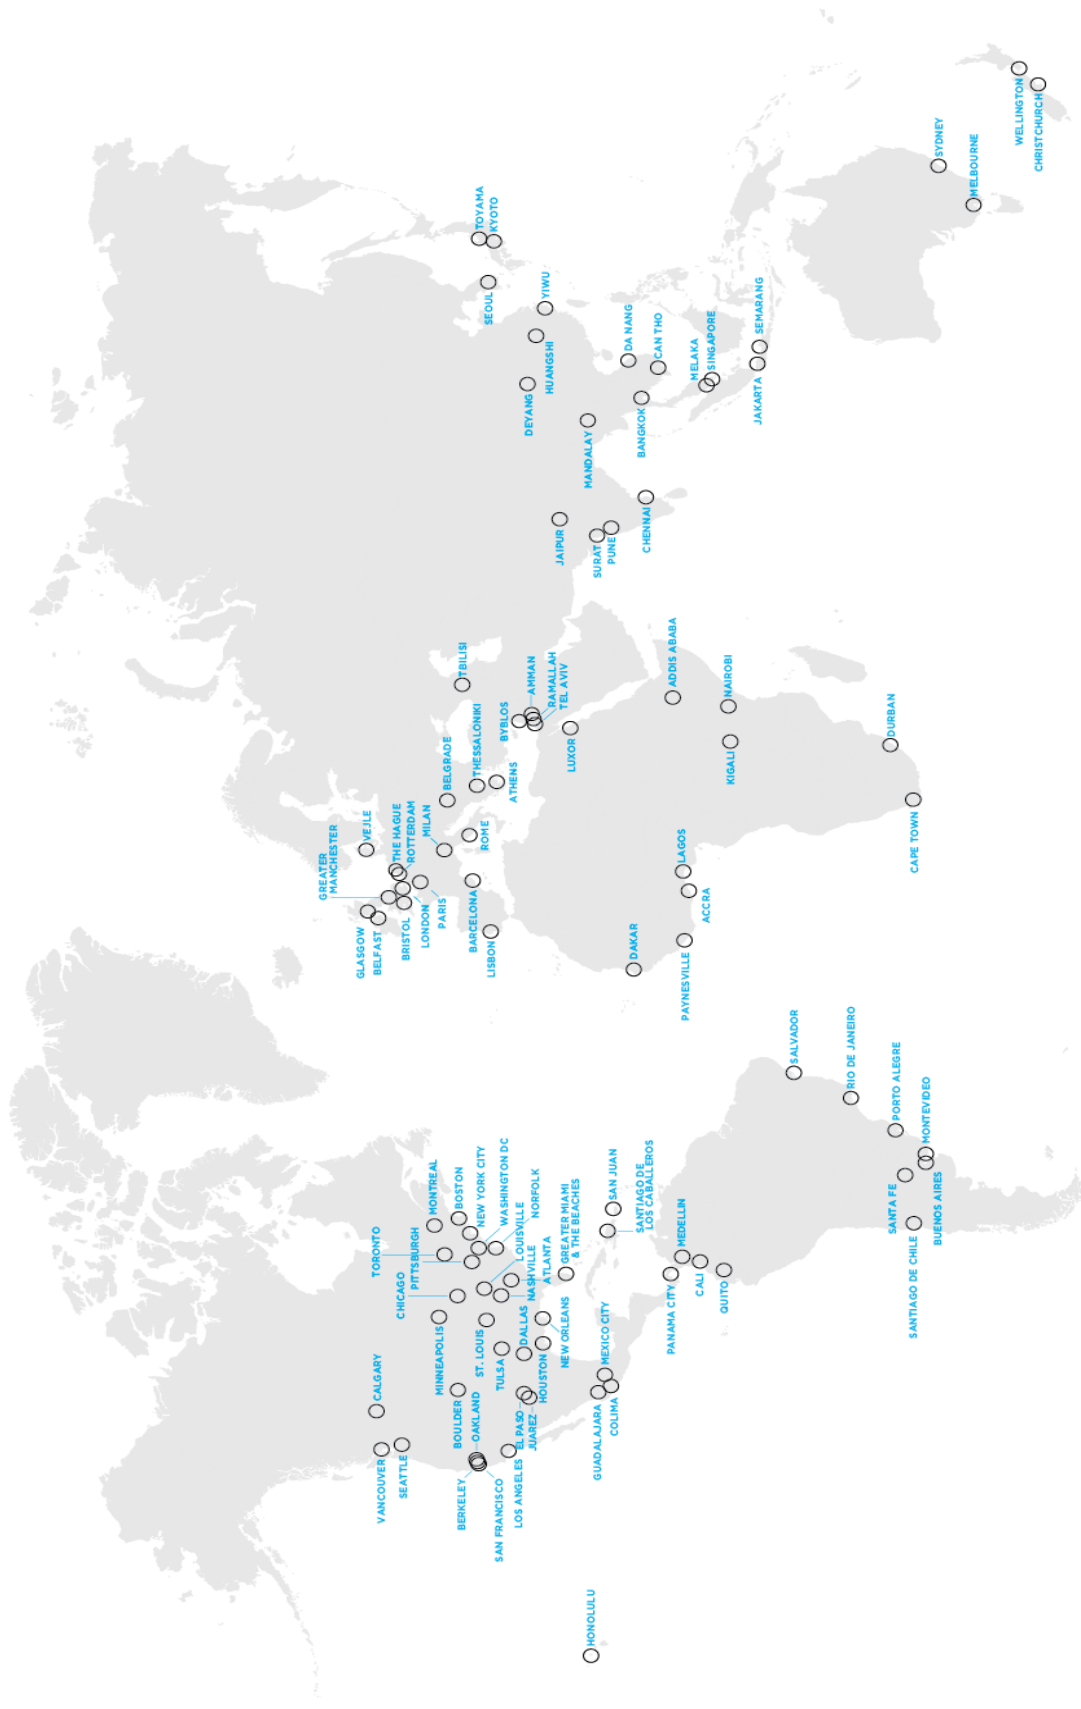 VANCOUVER
CALGARY
SEATTLE
MINNEAPOLIS
CHICAGO
TORONTO
PITTSBURGH
MONTREAL
BOSTON
NEW YORK CITY
WASHINGTON DC
NORFOLK
LOUISVILLE
NASHVILLE
ATLANTA
GREATER MIAMI
& THE BEACHES
BOULDER
OAKLAND
BERKELEY
SAN FRANCISCO
LOS ANGELES
ST. LOUIS
TULSA
DALLAS
EL PASO
JUAREZ
HOUSTON
NEW ORLEANS
HONOLULU
GUADALAJARA
COLIMA
MEXICO CITY
SANTIAGO DE
LOS CABALLEROS
SAN JUAN
PANAMA CITY
MEDELLIN
CALI
QUITO
SALVADOR
RIO DE JANEIRO
PORTO ALEGRE
MONTEVIDEO
SANTA FE
BUENOS AIRES
SANTIAGO DE CHILE
GLASGOW
BELFAST
GREATER
MANCHESTER
BRISTOL
LONDON
PARIS
VEJLE
THE HAGUE
ROTTERDAM
MILAN
BELGRADE
BARCELONA
LISBON
ROME
THESSALONIKI
ATHENS
TBILISI
BYBLOS
AMMAN
RAMALLAH
TEL AVIV
LUXOR
DAKAR
PAYNESVILLE
ACCRA
LAGOS
ADDIS ABABA
NAIROBI
KIGALI
DURBAN
CAPE TOWN
JAIPUR
SURAT
PUNE
CHENNAI
MANDALAY
BANGKOK
DEYANG
HUANGSHI
YIWU
SEOUL
TOYAMA
KYOTO
DA NANG
CAN THO
MELAKA
SINGAPORE
JAKARTA
SEMARANG
SYDNEY
MELBOURNE
WELLINGTON
CHRISTCHURCH